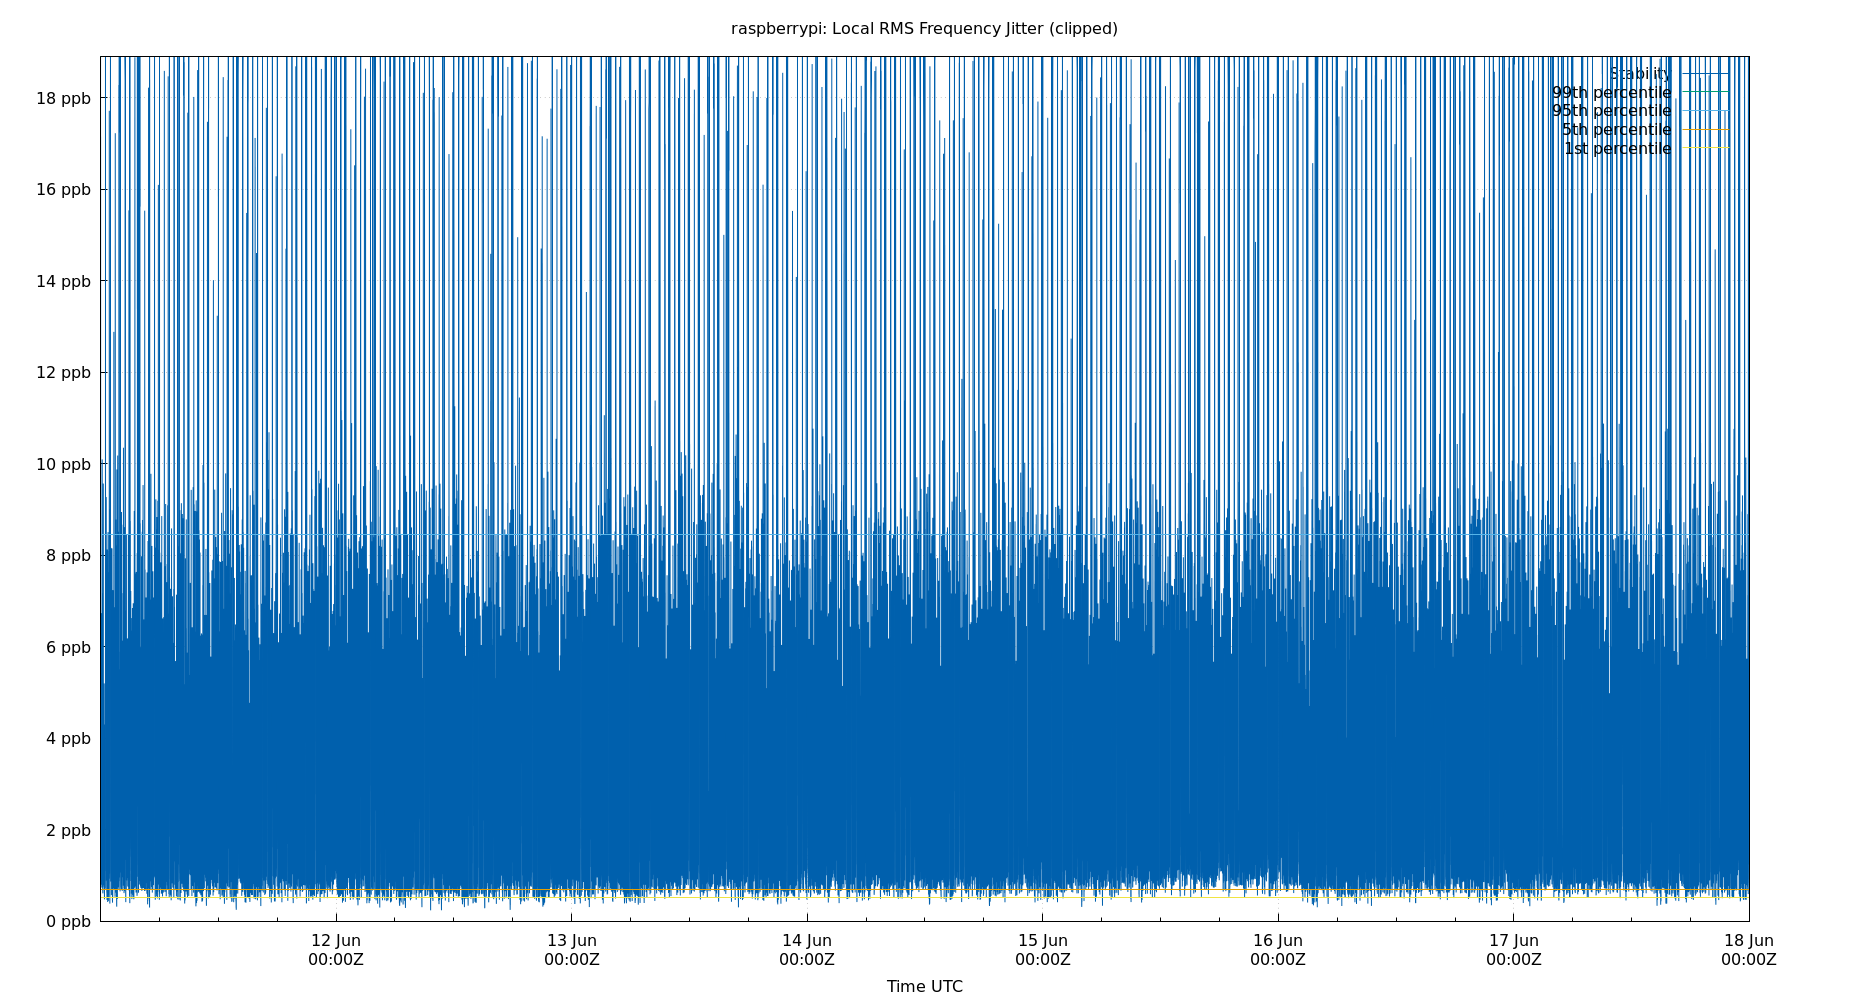 raspberrypi: Local RMS Frequency Jitter (clipped)
18 ppb
16 ppb
14 ppb
12 ppb
10 ppb
8 ppb
6 ppb
4 ppb
2 ppb
0 ppb
Stability
99th percentile
95th percentile
5th percentile
1st percentile
12 Jun
00:00Z
13 Jun
00:00Z
14 Jun
00:00Z
15 Jun
00:00Z
16 Jun
00:00Z
17 Jun
00:00Z
18 Jun
00:00Z
Time UTC